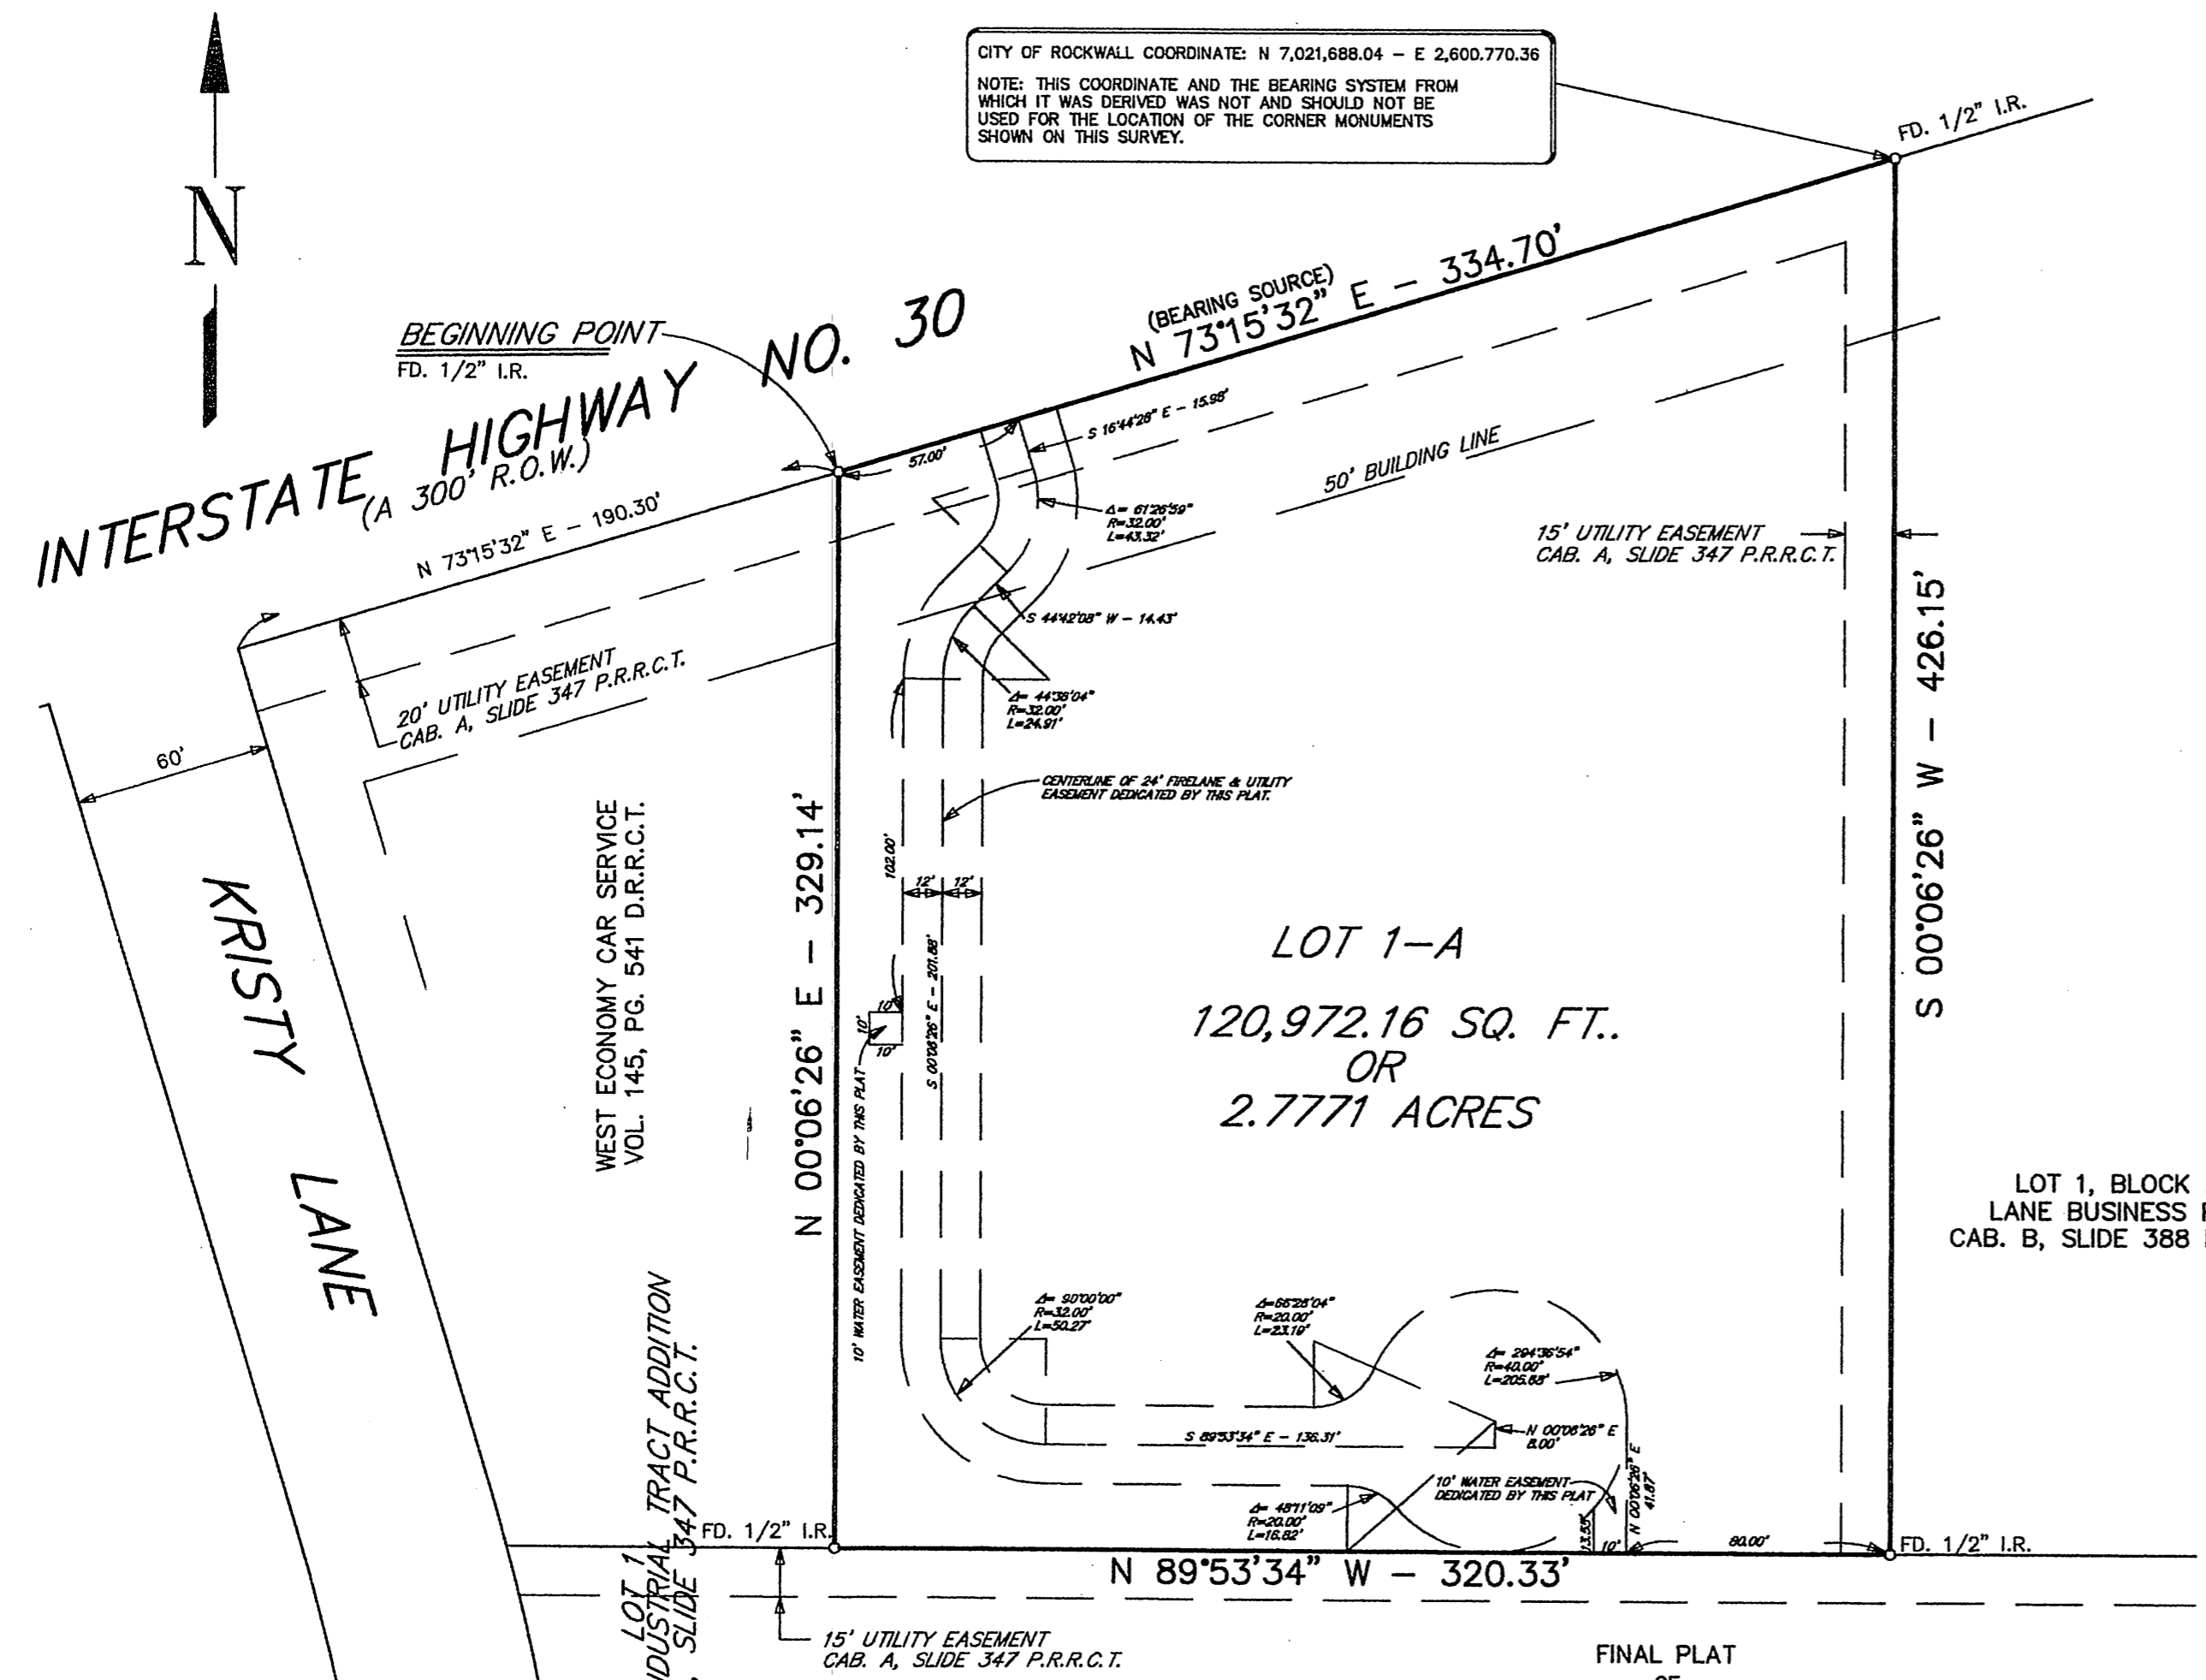 CITY OF ROCKWALL COORDINATE: N 7,021,688.04 – E 2,600.770.36
NOTE: THIS COORDINATE AND THE BEARING SYSTEM FROM
WHICH IT WAS DERIVED WAS NOT AND SHOULD NOT BE
USED FOR THE LOCATION OF THE CORNER MONUMENTS
SHOWN ON THIS SURVEY.
FD. 1/2" I.R.
N
BEGINNING POINT
FD. 1/2" I.R.
INTERSTATE HIGHWAY NO. 30
(A 300' R.O.W.)
(BEARING SOURCE)
N 73°15'32" E – 334.70'
N 73°15'32" E – 190.30'
57.00'
S 16°44'28" E – 15.98'
50' BUILDING LINE
Δ= 61°26'59"
R=32.00'
L=43.32'
15' UTILITY EASEMENT
CAB. A, SLIDE 347 P.R.R.C.T.
S 44°42'08" W – 14.43'
20' UTILITY EASEMENT
CAB. A, SLIDE 347 P.R.R.C.T.
Δ= 44°36'04"
R=32.00'
L=24.91'
60'
CENTERLINE OF 24' FIRELANE & UTILITY
EASEMENT DEDICATED BY THIS PLAT.
WEST ECONOMY CAR SERVICE
VOL. 145, PG. 541 D.R.R.C.T.
N 00°06'26" E – 329.14'
102.00'
12'
12'
S 00°06'26" E – 201.88'
10'
10'
10'
10' WATER EASEMENT DEDICATED BY THIS PLAT
LOT 1–A
120,972.16 SQ. FT..
OR
2.7771 ACRES
S 00°06'26" W – 426.15'
KRISTY LANE
LOT 1, BLOCK
LANE BUSINESS
CAB. B, SLIDE 388
Δ= 90°00'00"
R=32.00'
L=50.27'
Δ=66°25'04"
R=20.00'
L=23.19'
Δ= 294°36'54"
R=40.00'
L=205.68'
S 89°53'34" E – 136.31'
N 00°06'26" E
8.00'
10' WATER EASEMENT
DEDICATED BY THIS PLAT
N 00°06'26" E
41.87'
Δ= 48°11'09"
R=20.00'
L=16.82'
13.55'
10'
80.00'
FD. 1/2" I.R.
FD. 1/2" I.R.
N 89°53'34" W – 320.33'
LOT 1
TRACT ADDITION
SLIDE 347 P.R.R.C.T.
15' UTILITY EASEMENT
CAB. A, SLIDE 347 P.R.R.C.T.
FINAL PLAT